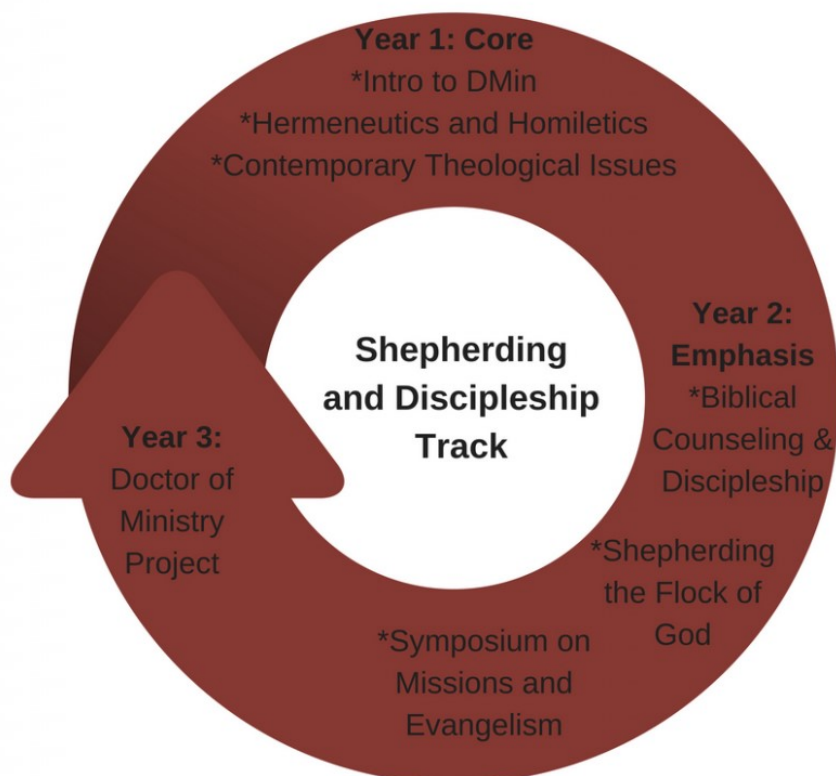 Year 1: Core
*Intro to DMin
*Hermeneutics and Homiletics
*Contemporary Theological Issues
Shepherding
and Discipleship
Track
Year 2:
Emphasis
*Biblical
Counseling &
Discipleship
*Shepherding
the Flock of
God
*Symposium on
Missions and
Evangelism
Year 3:
Doctor of
Ministry
Project